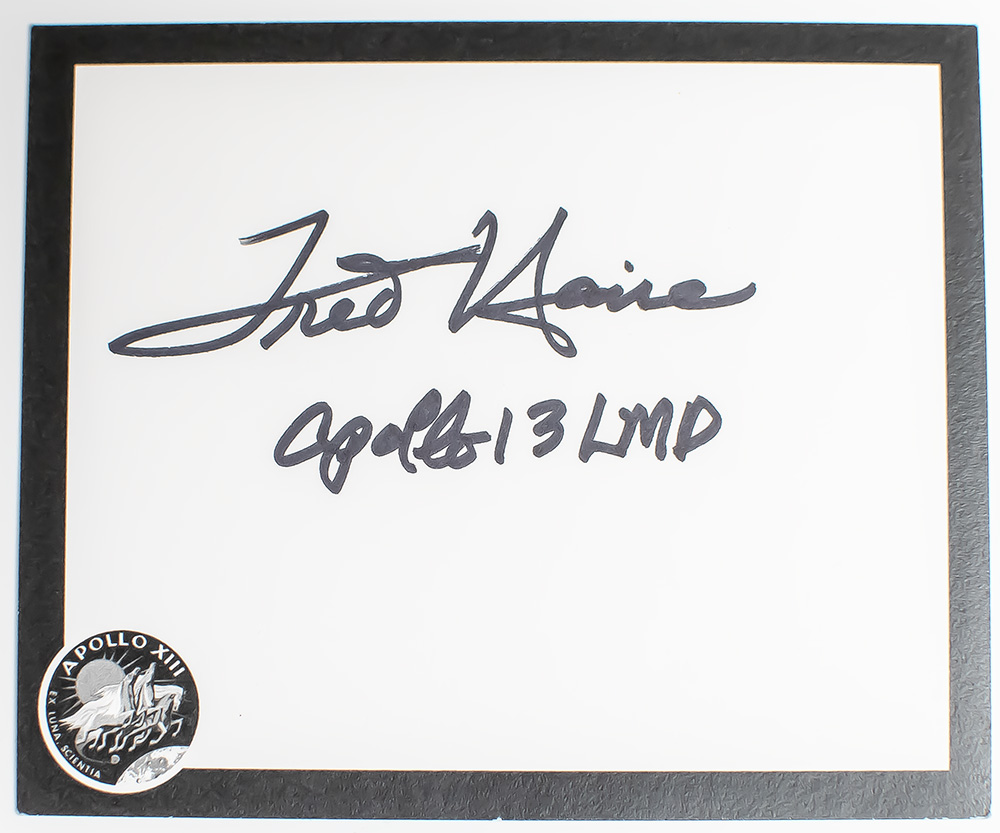 Fred Haise
Apollo 13 LMP
APOLLO XIII
EX LUNA, SCIENTIA